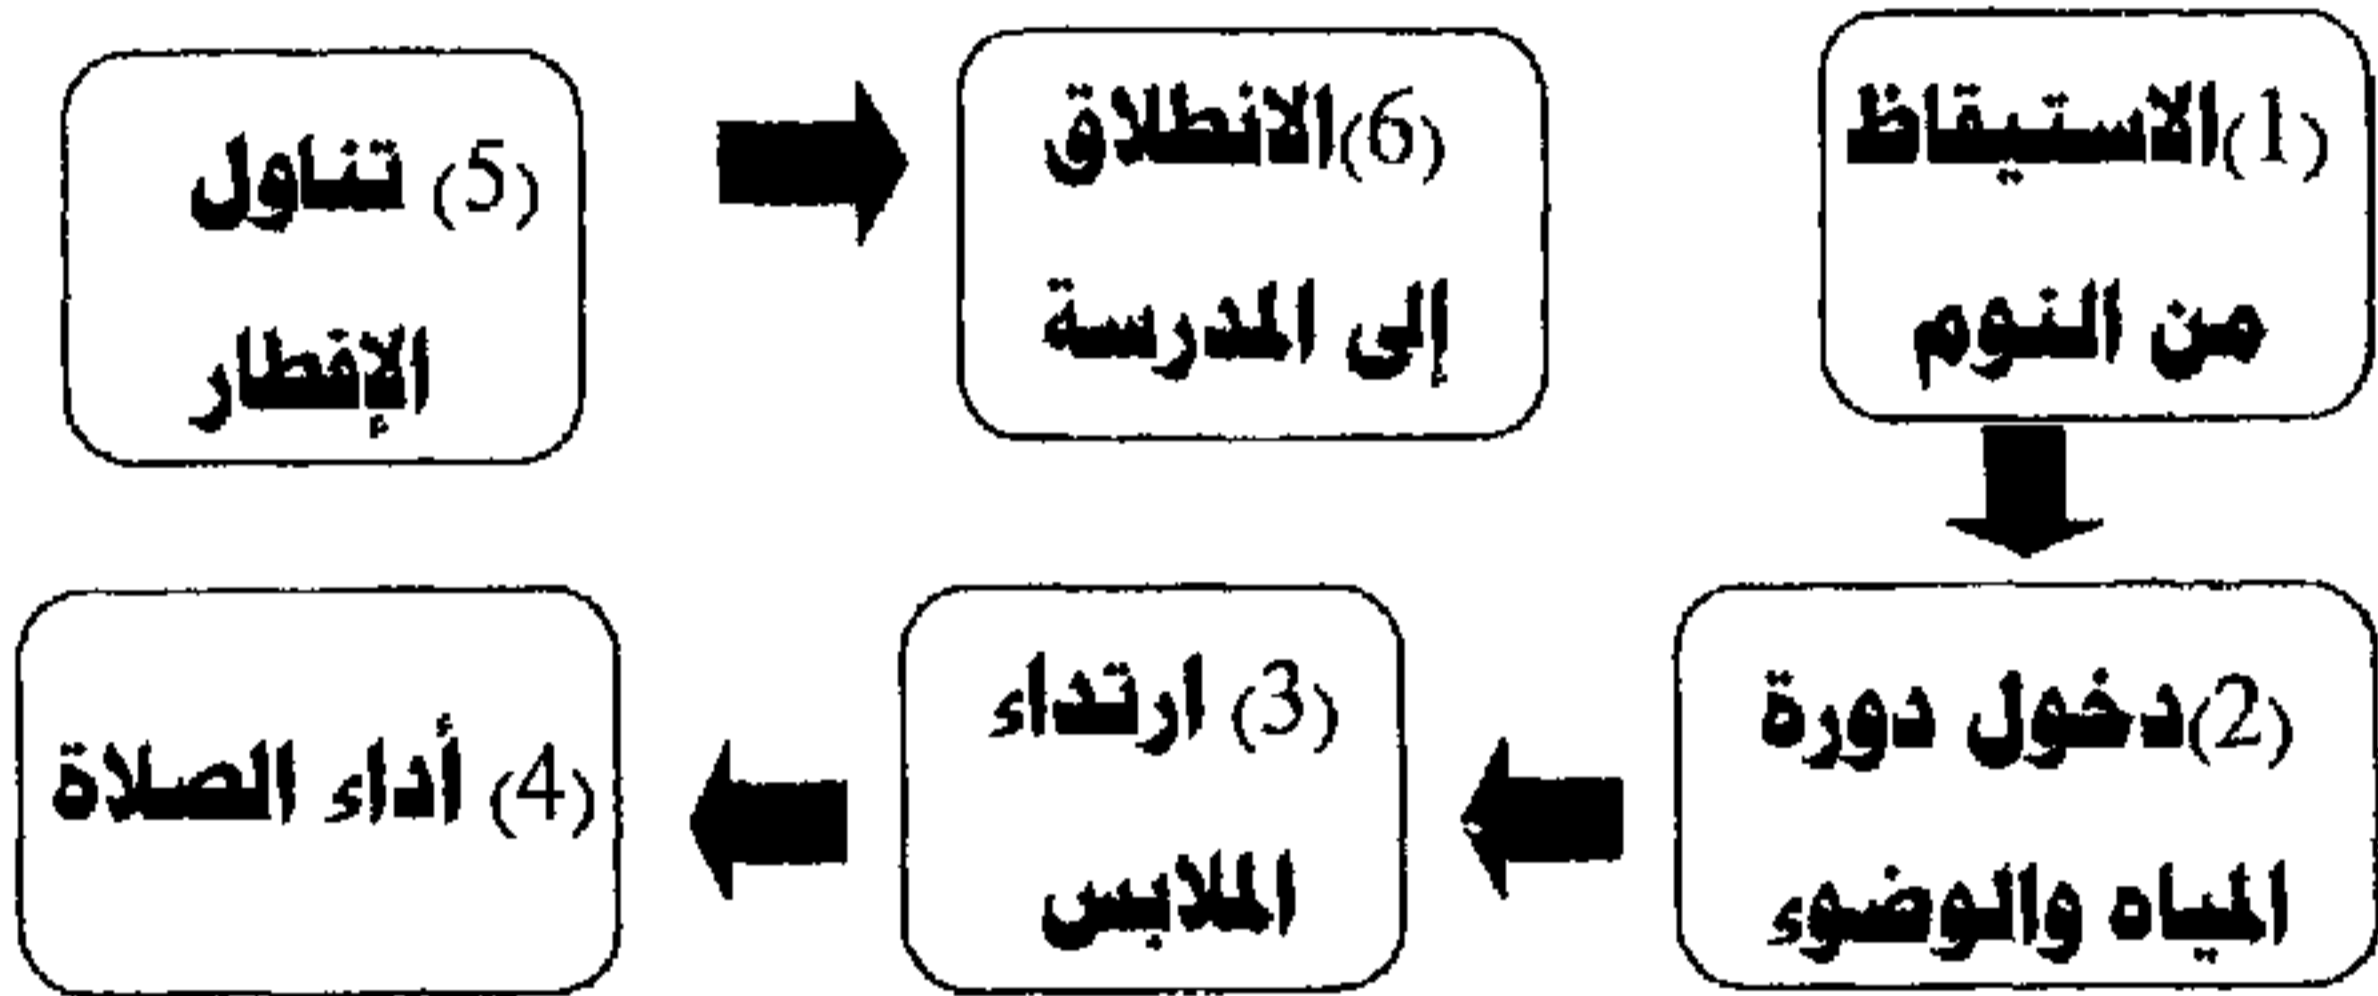 (1)الاستيقاظ
من النوم
(2)دخول دورة
المياه والوضوء
(3) ارتداء
الملابس
(4) أداء الصلاة
(5) تناول
الإفطار
(6)الانطلاق
إلى المدرسة